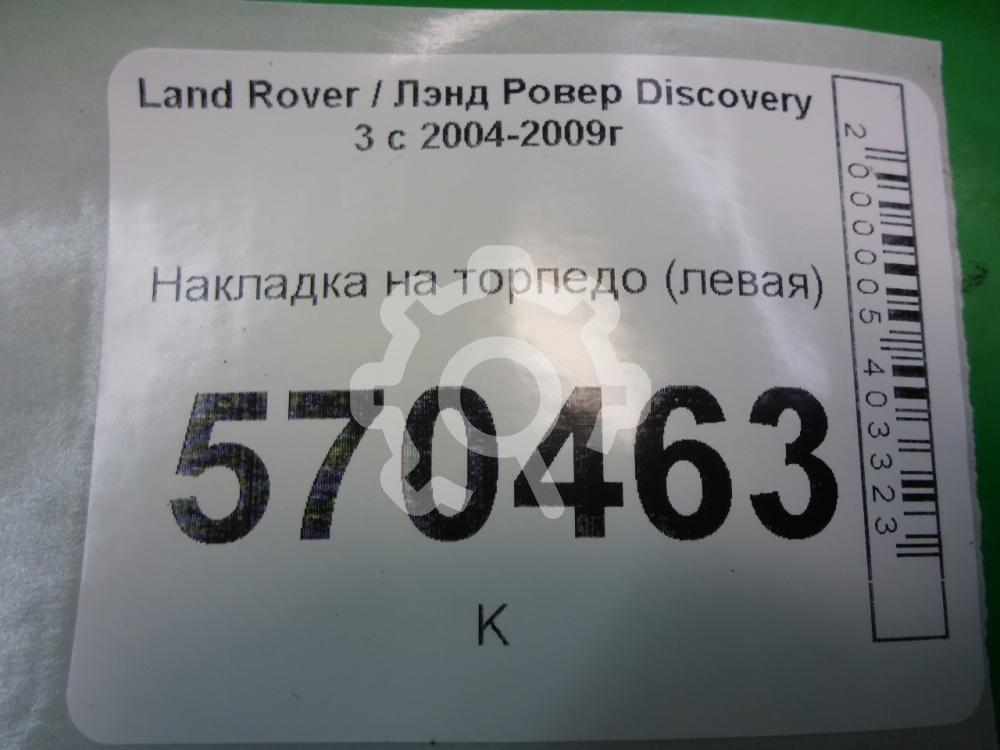 Land Rover / Лэнд Ровер Discovery
3 с 2004-2009г
Накладка на торпедо (левая)
570463
К
2000005403323